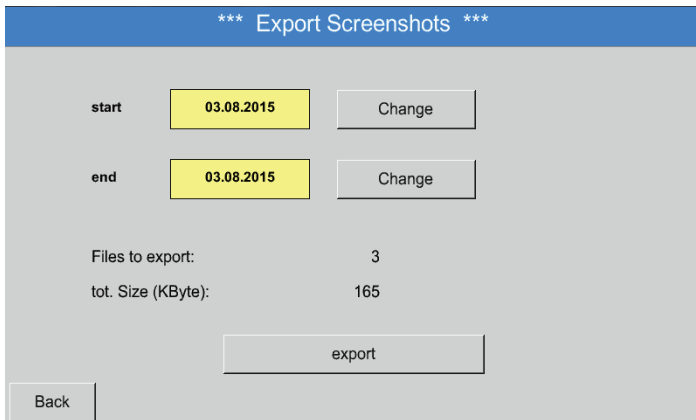 *** Export Screenshots ***
start 03.08.2015 Change
end 03.08.2015 Change
Files to export: 3
tot. Size (KByte): 165
export
Back